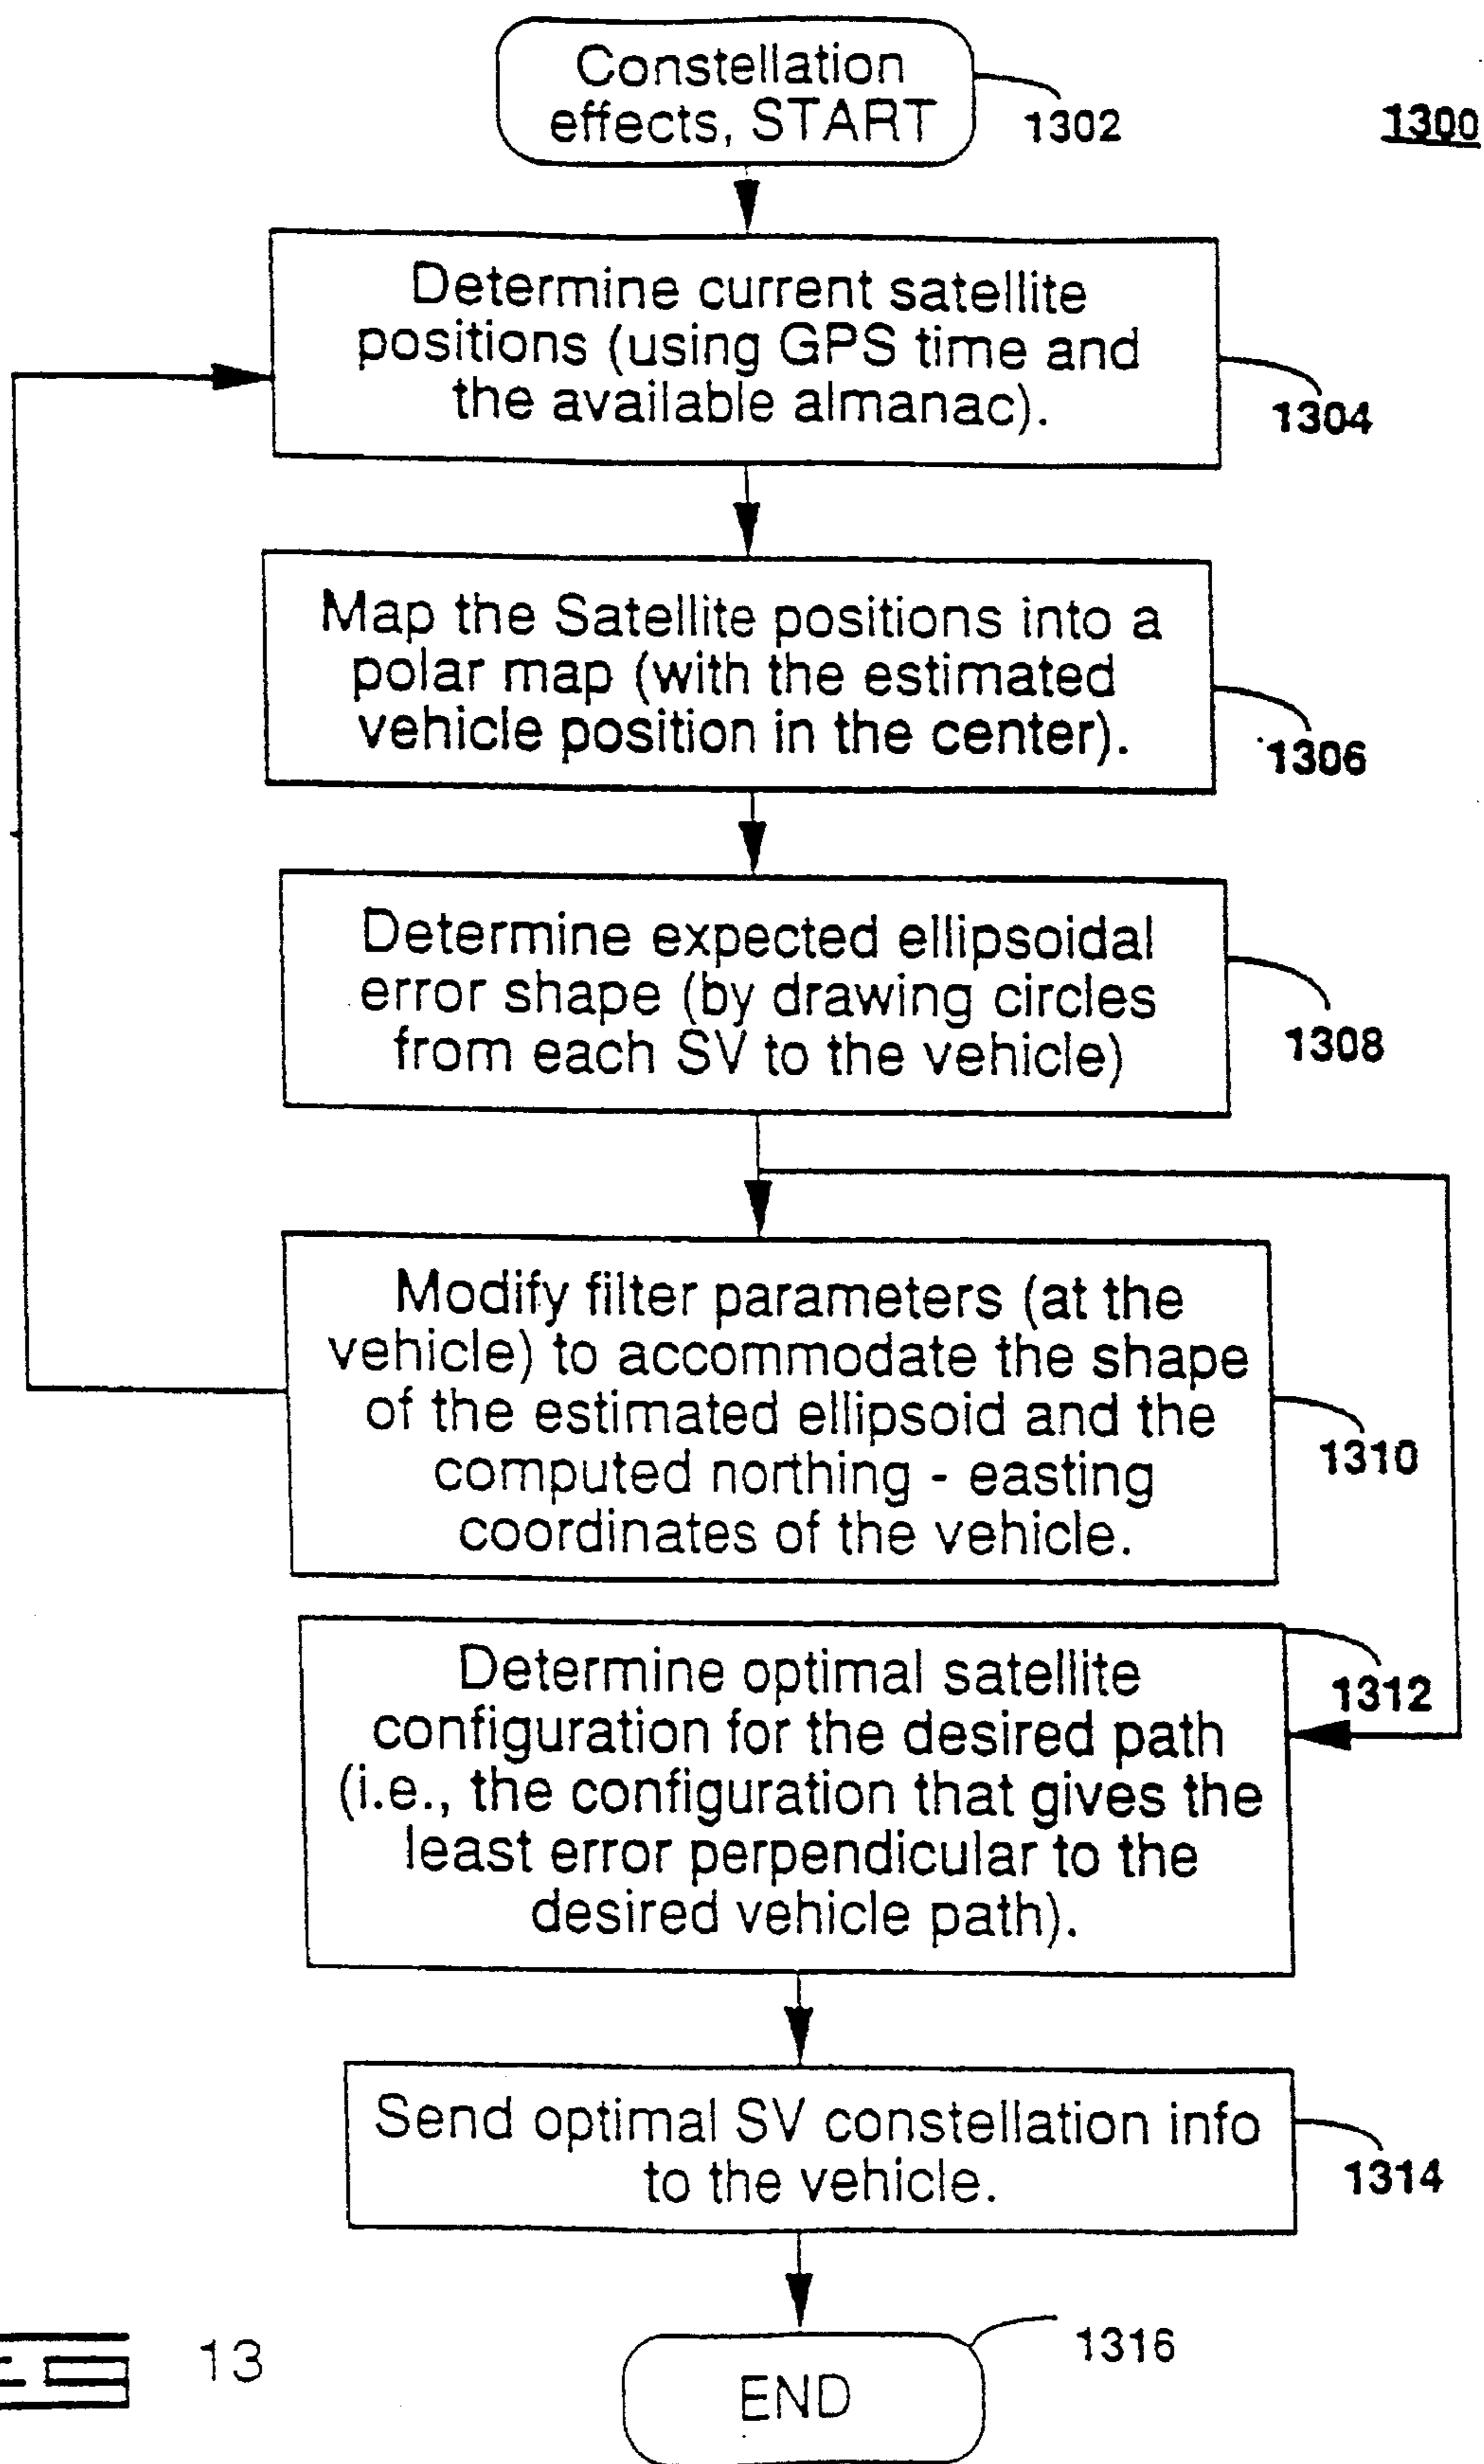 Constellation
effects, START
1302
1300
Determine current satellite
positions (using GPS time and
the available almanac).
1304
Map the Satellite positions into a
polar map (with the estimated
vehicle position in the center).
1306
Determine expected ellipsoidal
error shape (by drawing circles
from each SV to the vehicle)
1308
Modify filter parameters (at the
vehicle) to accommodate the shape
of the estimated ellipsoid and the
computed northing - easting
coordinates of the vehicle.
1310
Determine optimal satellite
configuration for the desired path
(i.e., the configuration that gives the
least error perpendicular to the
desired vehicle path).
1312
Send optimal SV constellation info
to the vehicle.
1314
END
1316
13